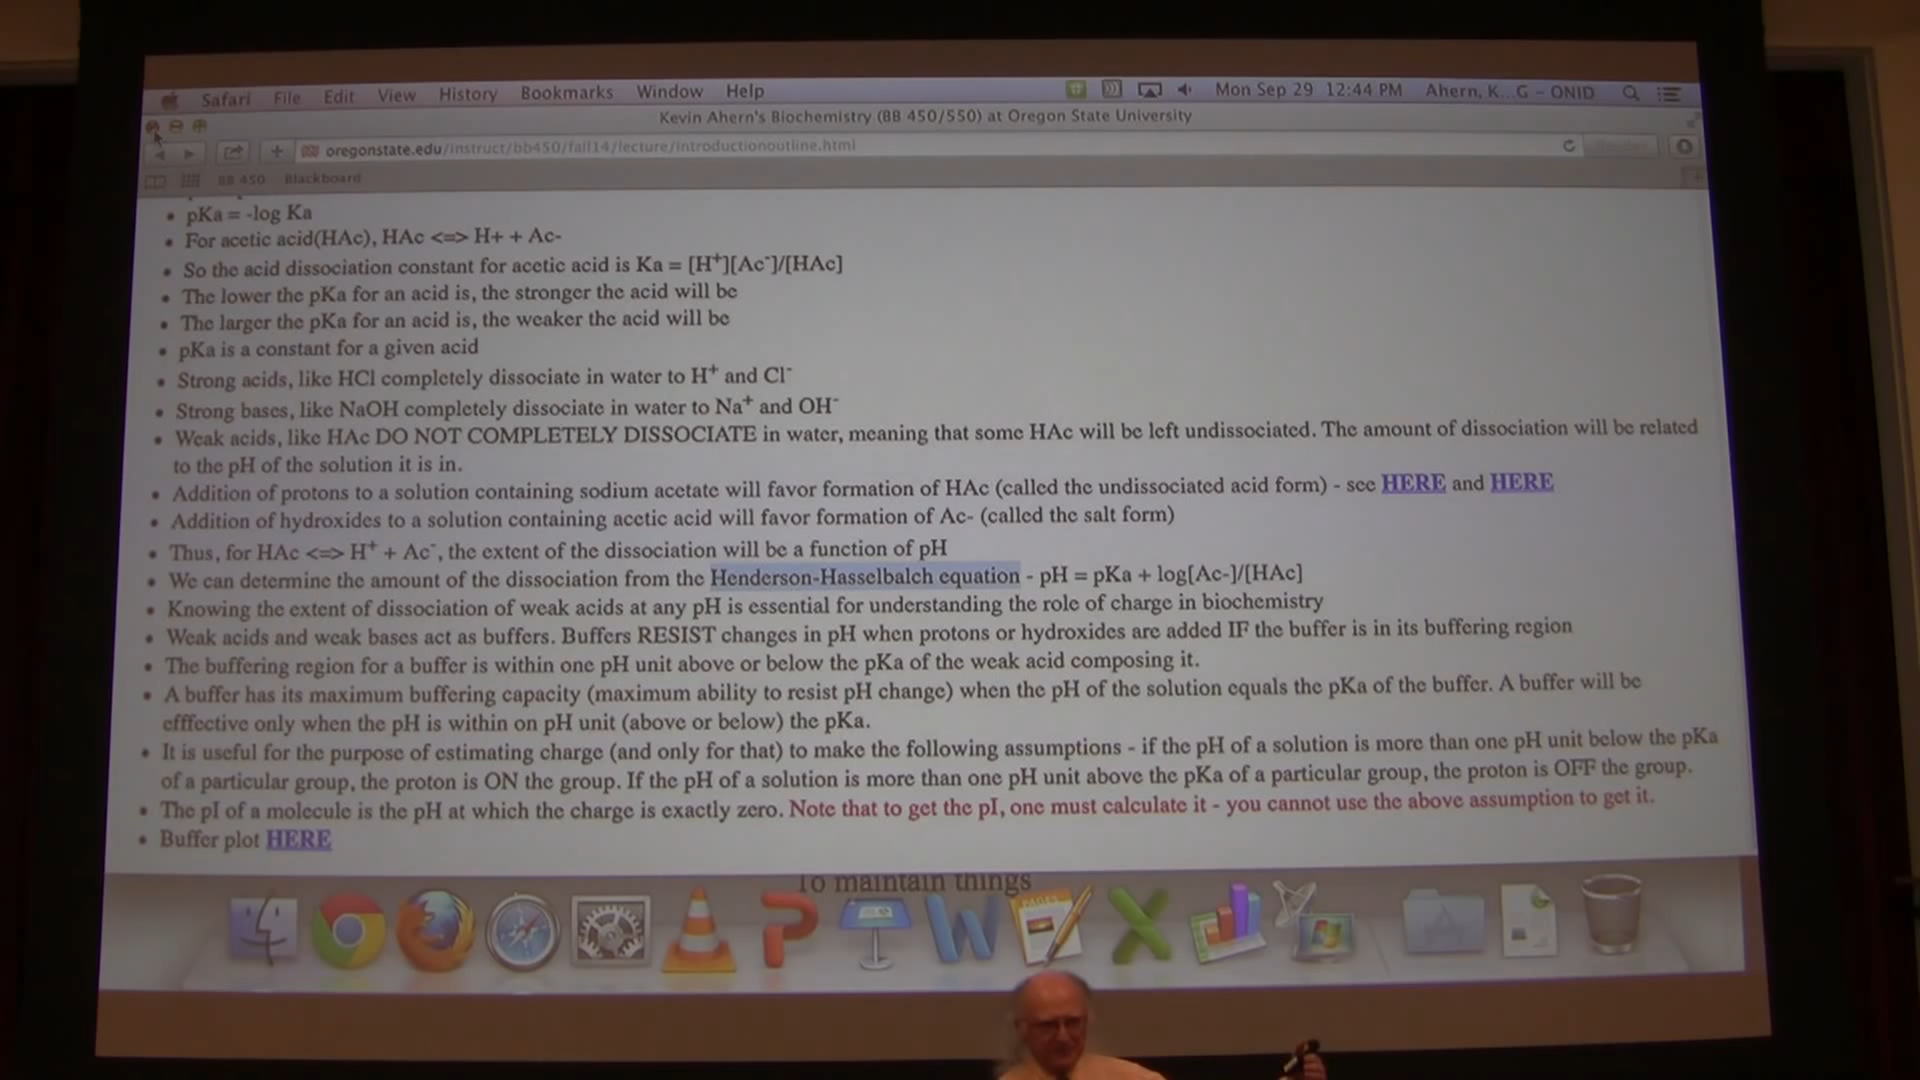 Safari File Edit View History Bookmarks Window Help Mon Sep 29 12:44 PM Ahern, K...G - ONID
Kevin Ahern's Biochemistry (BB 450/550) at Oregon State University
oregonstate.edu/instruct/bb450/fall14/lecture/introductionoutline.html
BB 450 Blackboard
• pKa = -log Ka
• For acetic acid(HAc), HAc <=> H+ + Ac-
• So the acid dissociation constant for acetic acid is Ka = [H⁺][Ac⁻]/[HAc]
• The lower the pKa for an acid is, the stronger the acid will be
• The larger the pKa for an acid is, the weaker the acid will be
• pKa is a constant for a given acid
• Strong acids, like HCl completely dissociate in water to H⁺ and Cl⁻
• Strong bases, like NaOH completely dissociate in water to Na⁺ and OH⁻
• Weak acids, like HAc DO NOT COMPLETELY DISSOCIATE in water, meaning that some HAc will be left undissociated. The amount of dissociation will be related
to the pH of the solution it is in.
• Addition of protons to a solution containing sodium acetate will favor formation of HAc (called the undissociated acid form) - see HERE and HERE
• Addition of hydroxides to a solution containing acetic acid will favor formation of Ac- (called the salt form)
• Thus, for HAc <=> H⁺ + Ac⁻, the extent of the dissociation will be a function of pH
• We can determine the amount of the dissociation from the Henderson-Hasselbalch equation - pH = pKa + log[Ac-]/[HAc]
• Knowing the extent of dissociation of weak acids at any pH is essential for understanding the role of charge in biochemistry
• Weak acids and weak bases act as buffers. Buffers RESIST changes in pH when protons or hydroxides are added IF the buffer is in its buffering region
• The buffering region for a buffer is within one pH unit above or below the pKa of the weak acid composing it.
• A buffer has its maximum buffering capacity (maximum ability to resist pH change) when the pH of the solution equals the pKa of the buffer. A buffer will be
efffective only when the pH is within on pH unit (above or below) the pKa.
• It is useful for the purpose of estimating charge (and only for that) to make the following assumptions - if the pH of a solution is more than one pH unit below the pKa
of a particular group, the proton is ON the group. If the pH of a solution is more than one pH unit above the pKa of a particular group, the proton is OFF the group.
• The pI of a molecule is the pH at which the charge is exactly zero. Note that to get the pI, one must calculate it - you cannot use the above assumption to get it.
• Buffer plot HERE
To maintain things
PAGES